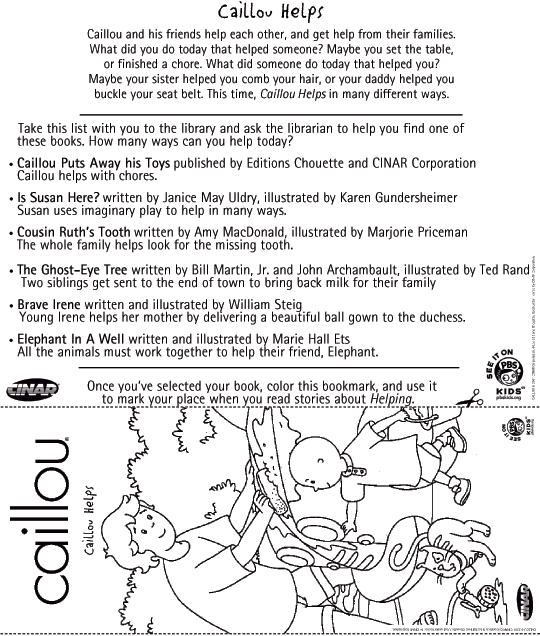 Caillou Helps
Caillou and his friends help each other, and get help from their families.
What did you do today that helped someone? Maybe you set the table,
or finished a chore. What did someone do today that helped you?
Maybe your sister helped you comb your hair, or your daddy helped you
buckle your seat belt. This time, Caillou Helps in many different ways.
Take this list with you to the library and ask the librarian to help you find one of
these books. How many ways can you help today?
• Caillou Puts Away his Toys published by Editions Chouette and CINAR Corporation
Caillou helps with chores.
• Is Susan Here? written by Janice May Uldry, illustrated by Karen Gundersheimer
Susan uses imaginary play to help in many ways.
• Cousin Ruth's Tooth written by Amy MacDonald, illustrated by Marjorie Priceman
The whole family helps look for the missing tooth.
• The Ghost-Eye Tree written by Bill Martin, Jr. and John Archambault, illustrated by Ted Rand
Two siblings get sent to the end of town to bring back milk for their family
• Brave Irene written and illustrated by William Steig
Young Irene helps her mother by delivering a beautiful ball gown to the duchess.
• Elephant In A Well written and illustrated by Marie Hall Ets
All the animals must work together to help their friend, Elephant.
SEE IT ON
PBS
KIDS
pbskids.org
CINAR
Once you've selected your book, color this bookmark, and use it
to mark your place when you read stories about Helping.
caillou
Caillou Helps
SEE IT ON
PBS
KIDS
CINAR